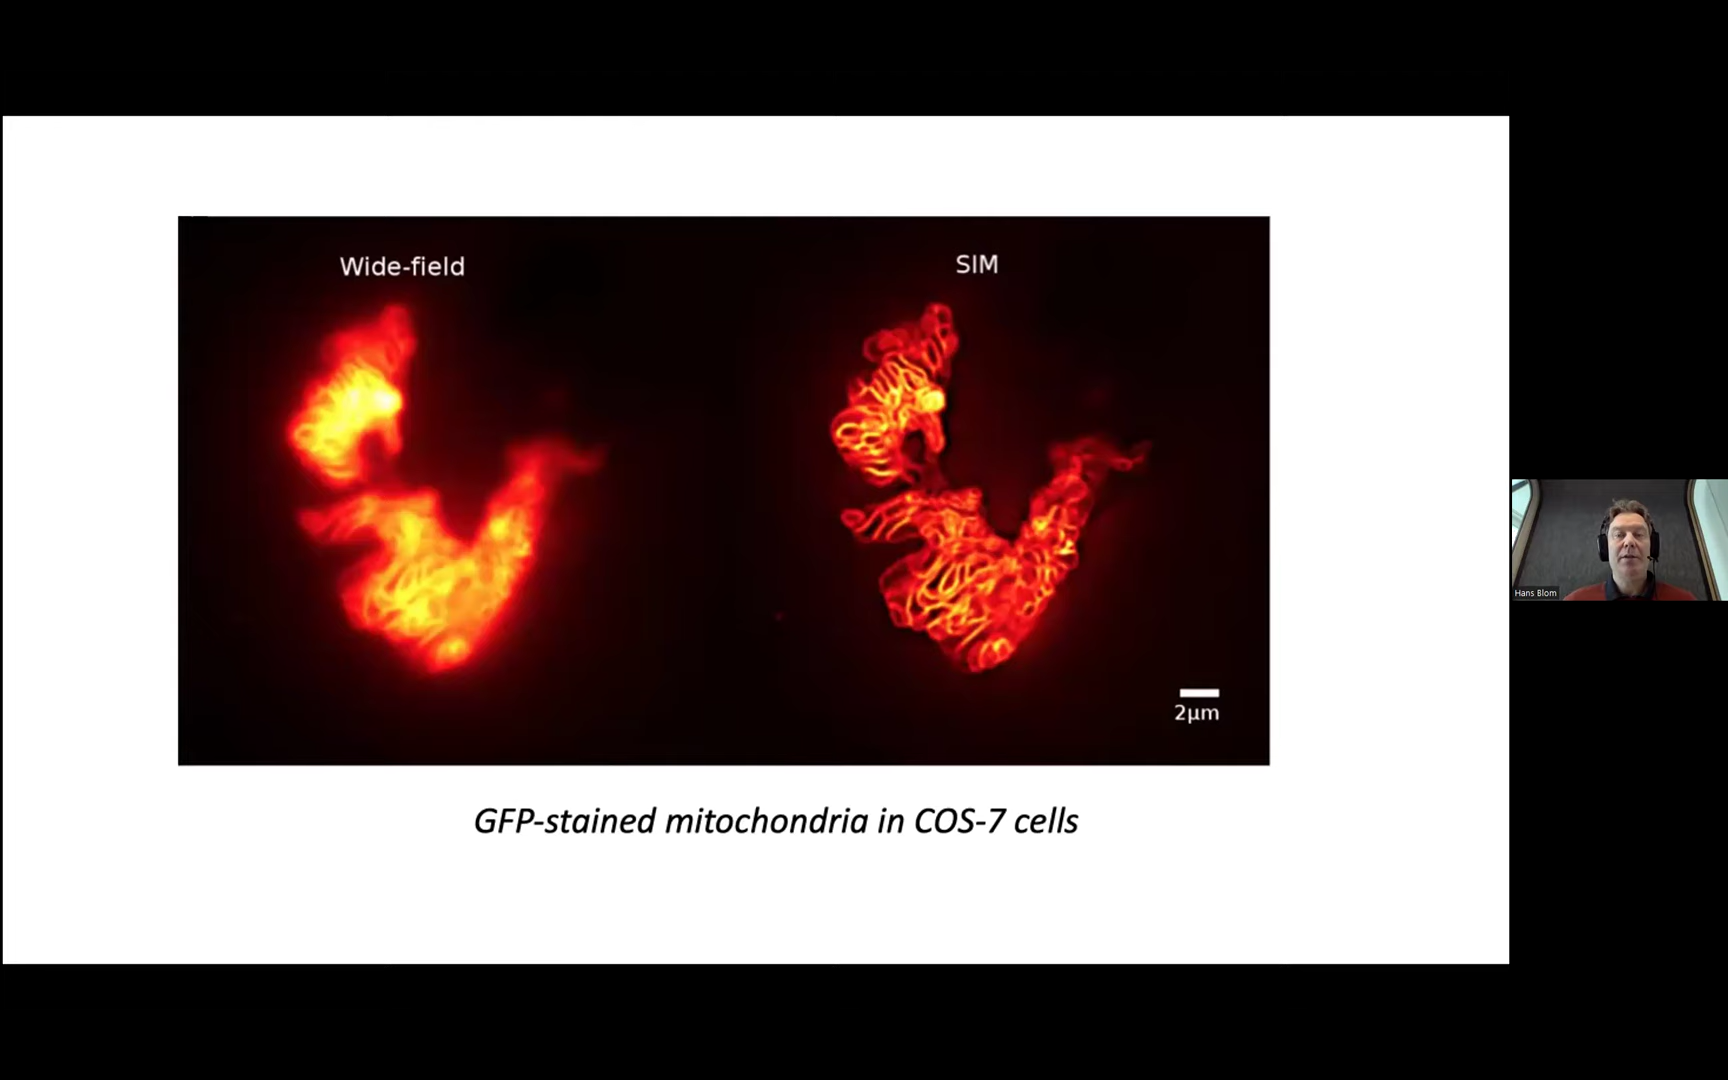 Wide-field
SIM
2µm
GFP-stained mitochondria in COS-7 cells
Hans Blom